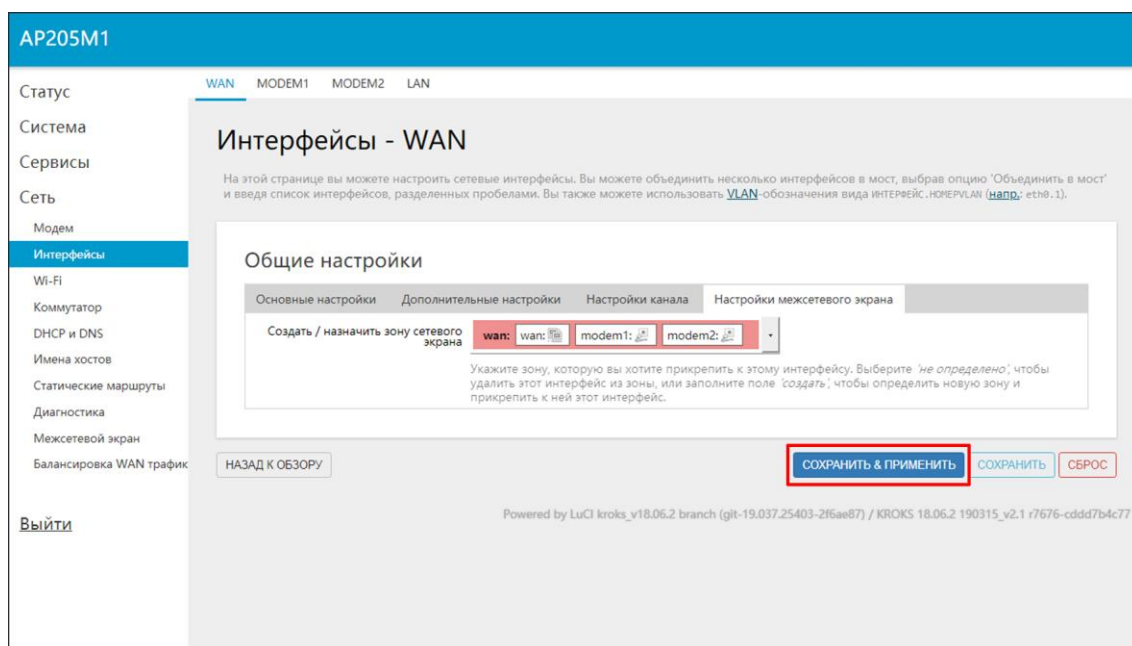 AP205M1
Статус
Система
Сервисы
Сеть
Модем
Интерфейсы
Wi-Fi
Коммутатор
DHCP и DNS
Имена хостов
Статические маршруты
Диагностика
Межсетевой экран
Балансировка WAN трафик
Выйти
WAN MODEM1 MODEM2 LAN
Интерфейсы - WAN
На этой странице вы можете настроить сетевые интерфейсы. Вы можете объединить несколько интерфейсов в мост, выбрав опцию 'Объединить в мост'
и введя список интерфейсов, разделенных пробелами. Вы также можете использовать VLAN-обозначения вида ИНТЕРФЕЙС.НОМЕРVLAN (напр.: eth0.1).
Общие настройки
Основные настройки Дополнительные настройки Настройки канала Настройки межсетевого экрана
Создать / назначить зону сетевого
экрана
wan: wan: modem1: modem2:
Укажите зону, которую вы хотите прикрепить к этому интерфейсу. Выберите 'не определено', чтобы
удалить этот интерфейс из зоны, или заполните поле 'создать', чтобы определить новую зону и
прикрепить к ней этот интерфейс.
НАЗАД К ОБЗОРУ СОХРАНИТЬ & ПРИМЕНИТЬ СОХРАНИТЬ СБРОС
Powered by LuCI kroks_v18.06.2 branch (git-19.037.25403-2f6ae87) / KROKS 18.06.2 190315_v2.1 r7676-cddd7b4c77